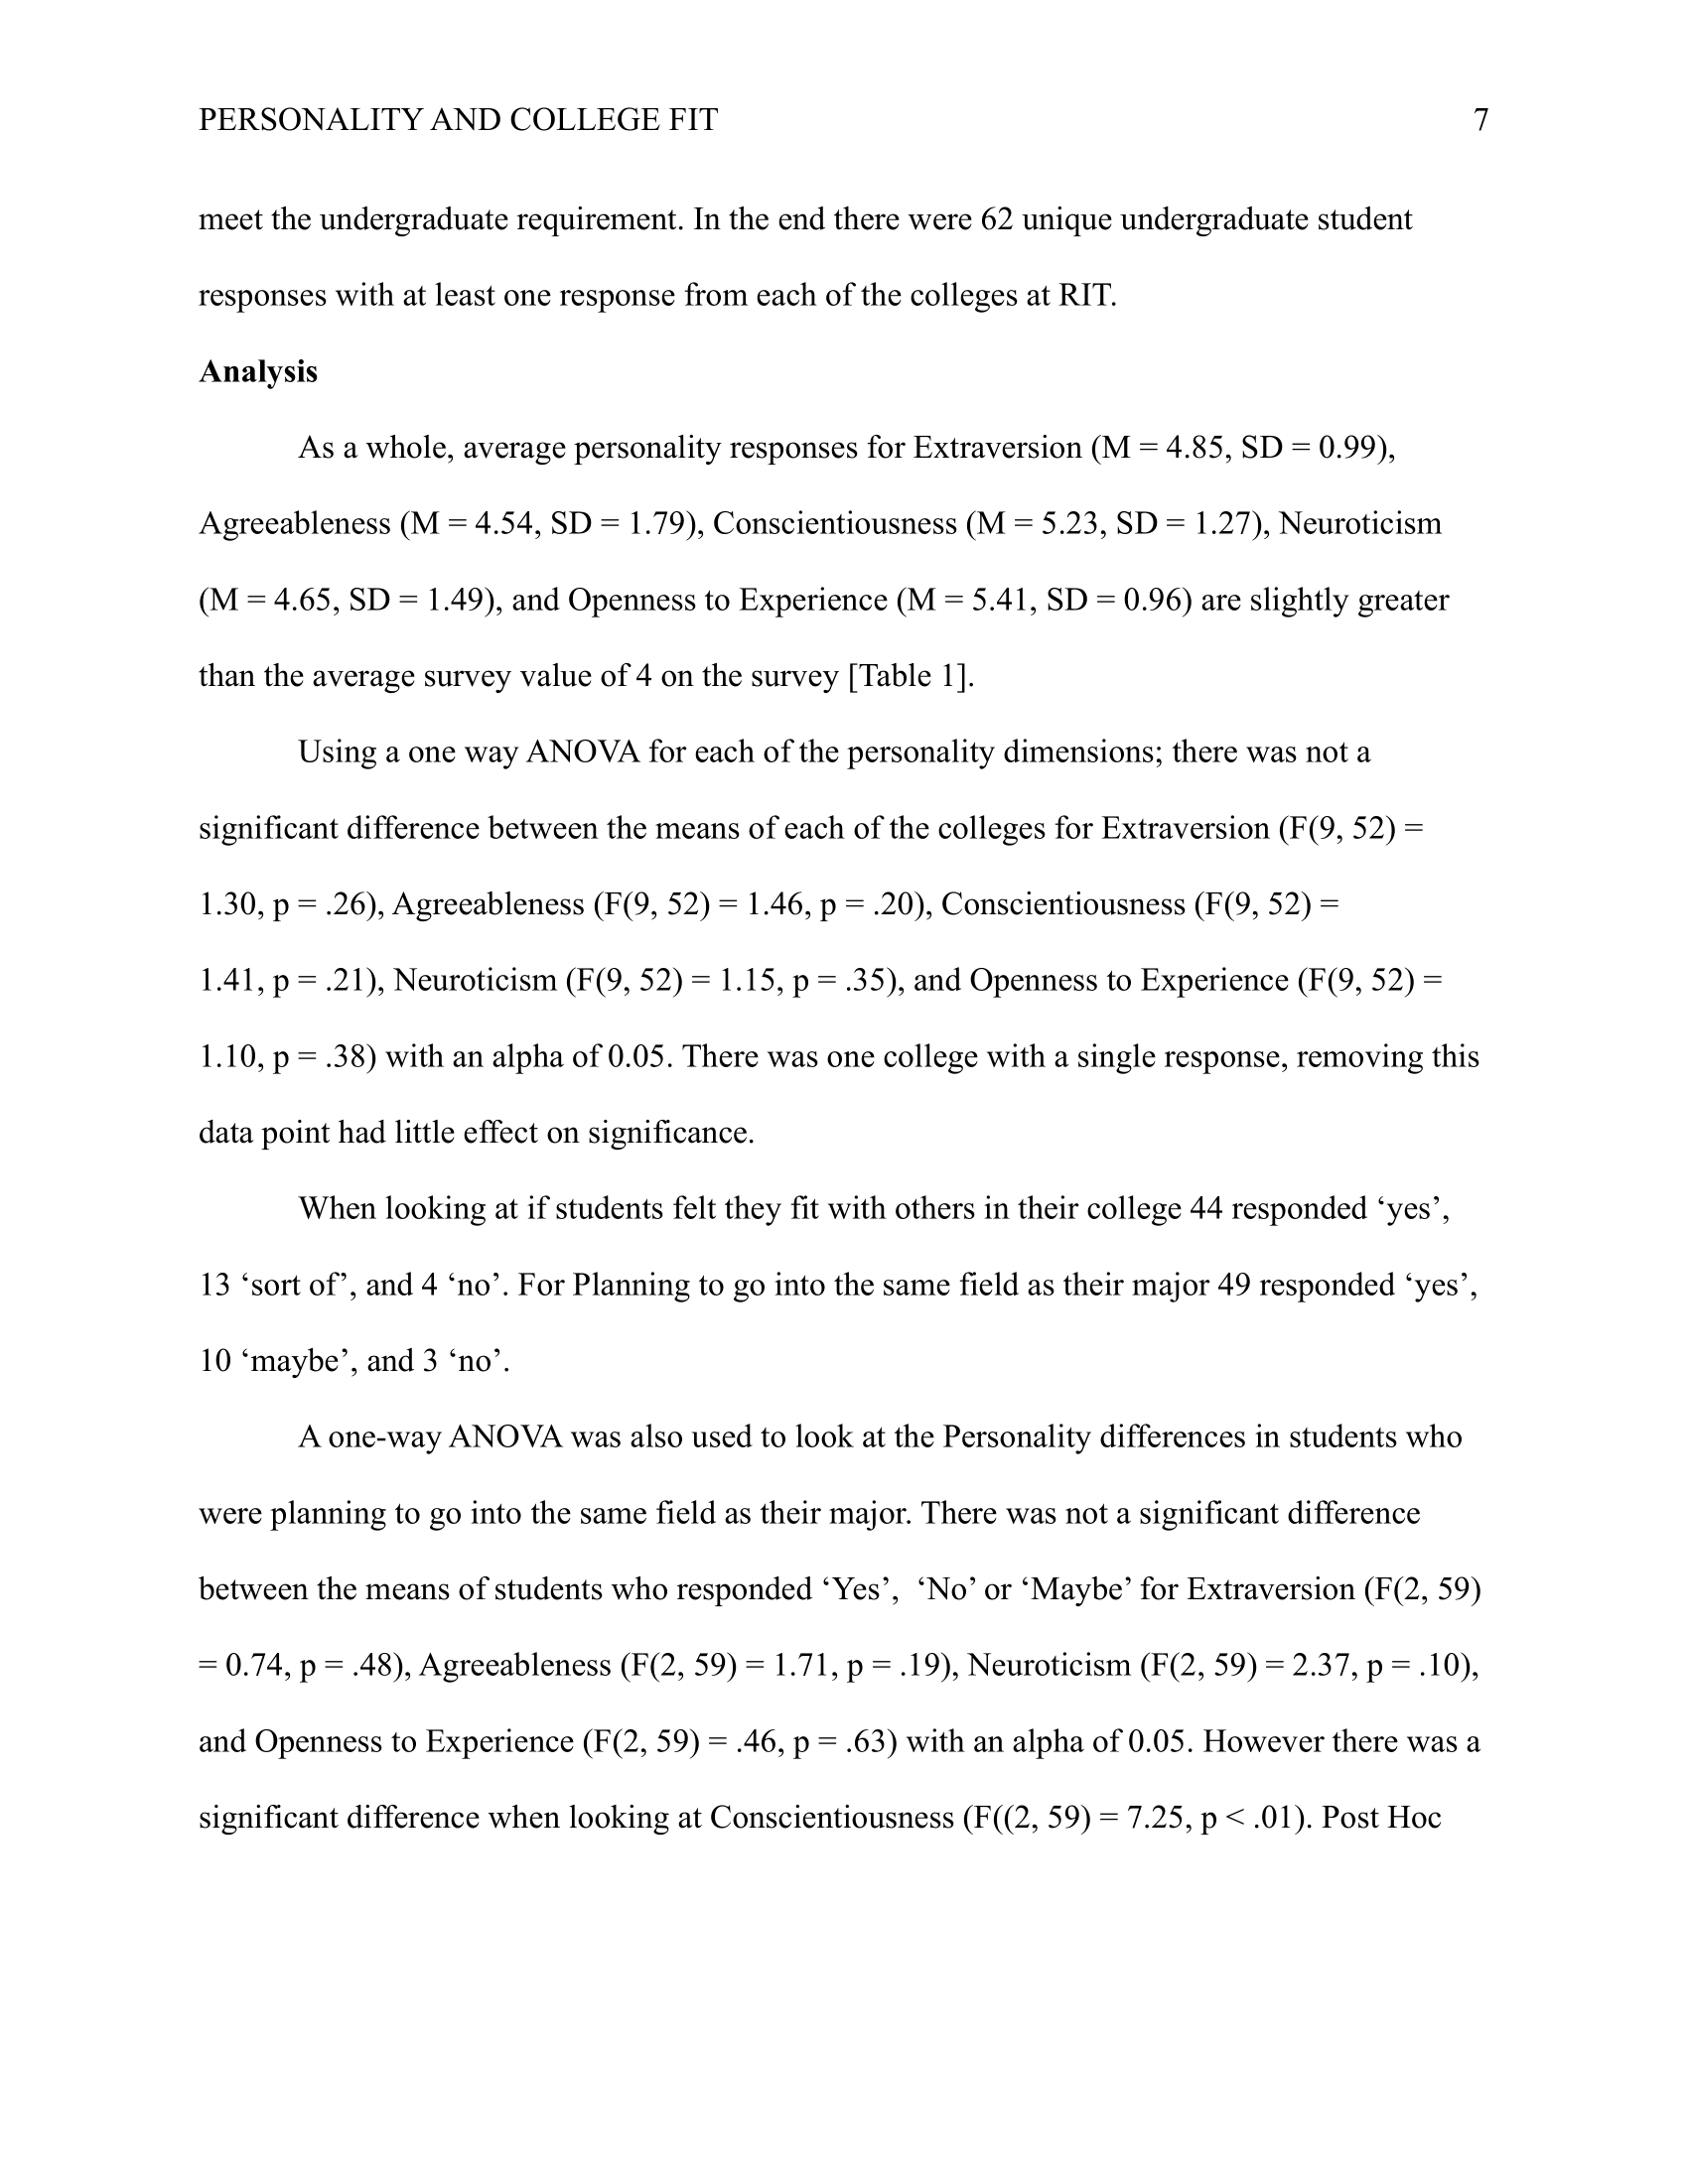 PERSONALITY AND COLLEGE FIT 7
meet the undergraduate requirement. In the end there were 62 unique undergraduate student
responses with at least one response from each of the colleges at RIT.
Analysis
As a whole, average personality responses for Extraversion (M = 4.85, SD = 0.99),
Agreeableness (M = 4.54, SD = 1.79), Conscientiousness (M = 5.23, SD = 1.27), Neuroticism
(M = 4.65, SD = 1.49), and Openness to Experience (M = 5.41, SD = 0.96) are slightly greater
than the average survey value of 4 on the survey [Table 1].
Using a one way ANOVA for each of the personality dimensions; there was not a
significant difference between the means of each of the colleges for Extraversion (F(9, 52) =
1.30, p = .26), Agreeableness (F(9, 52) = 1.46, p = .20), Conscientiousness (F(9, 52) =
1.41, p = .21), Neuroticism (F(9, 52) = 1.15, p = .35), and Openness to Experience (F(9, 52) =
1.10, p = .38) with an alpha of 0.05. There was one college with a single response, removing this
data point had little effect on significance.
When looking at if students felt they fit with others in their college 44 responded ‘yes’,
13 ‘sort of’, and 4 ‘no’. For Planning to go into the same field as their major 49 responded ‘yes’,
10 ‘maybe’, and 3 ‘no’.
A one-way ANOVA was also used to look at the Personality differences in students who
were planning to go into the same field as their major. There was not a significant difference
between the means of students who responded ‘Yes’,  ‘No’ or ‘Maybe’ for Extraversion (F(2, 59)
= 0.74, p = .48), Agreeableness (F(2, 59) = 1.71, p = .19), Neuroticism (F(2, 59) = 2.37, p = .10),
and Openness to Experience (F(2, 59) = .46, p = .63) with an alpha of 0.05. However there was a
significant difference when looking at Conscientiousness (F((2, 59) = 7.25, p < .01). Post Hoc